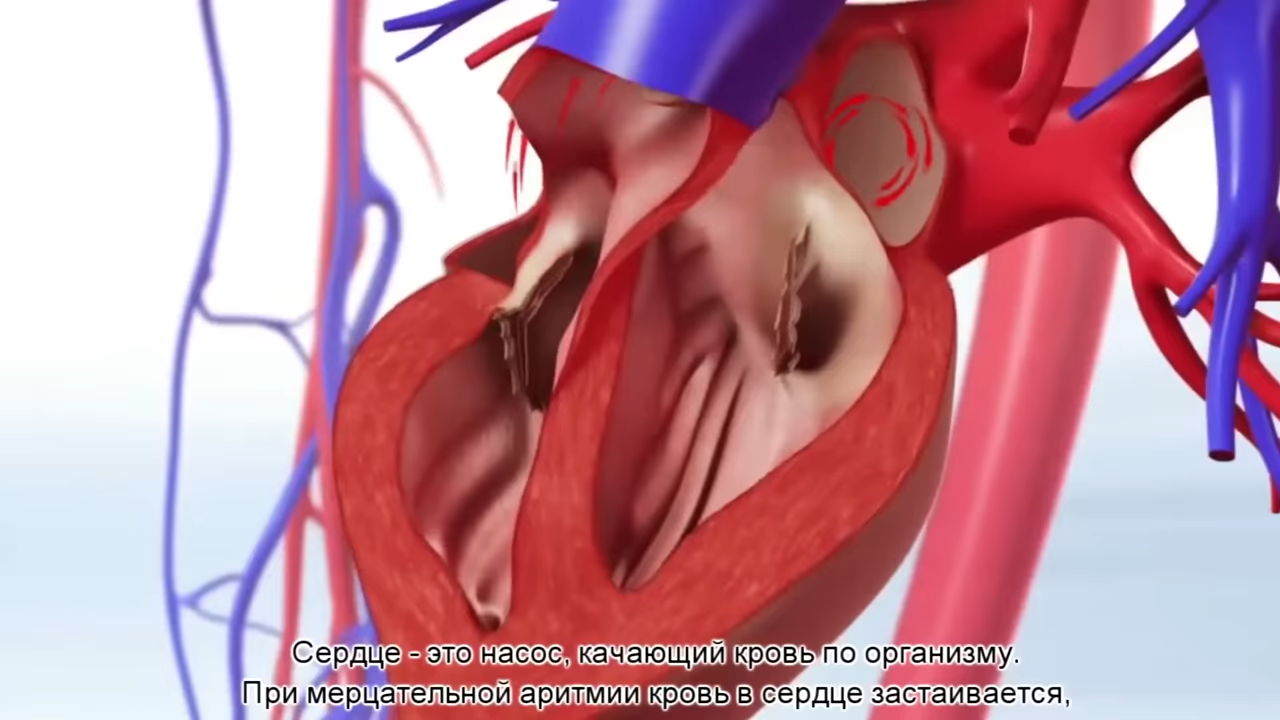 Сердце - это насос, качающий кровь по организму.
При мерцательной аритмии кровь в сердце застаивается,